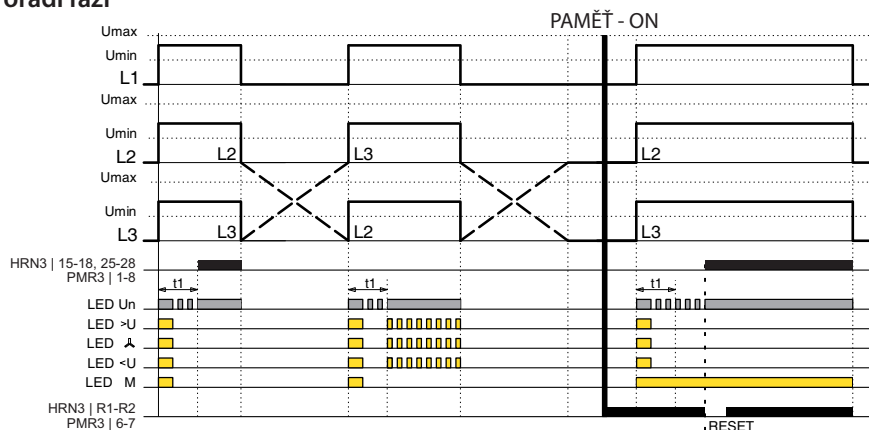 PAMĚŤ - ON
Umax
Umin
L1
Umax
Umin
L2
L2
L3
L2
Umax
Umin
L3
L3
L2
L3
HRN3 | 15-18, 25-28
PMR3 | 1-8
t1
t1
t1
LED Un
LED >U
LED
LED <U
LED M
HRN3 | R1-R2
PMR3 | 6-7
RESET